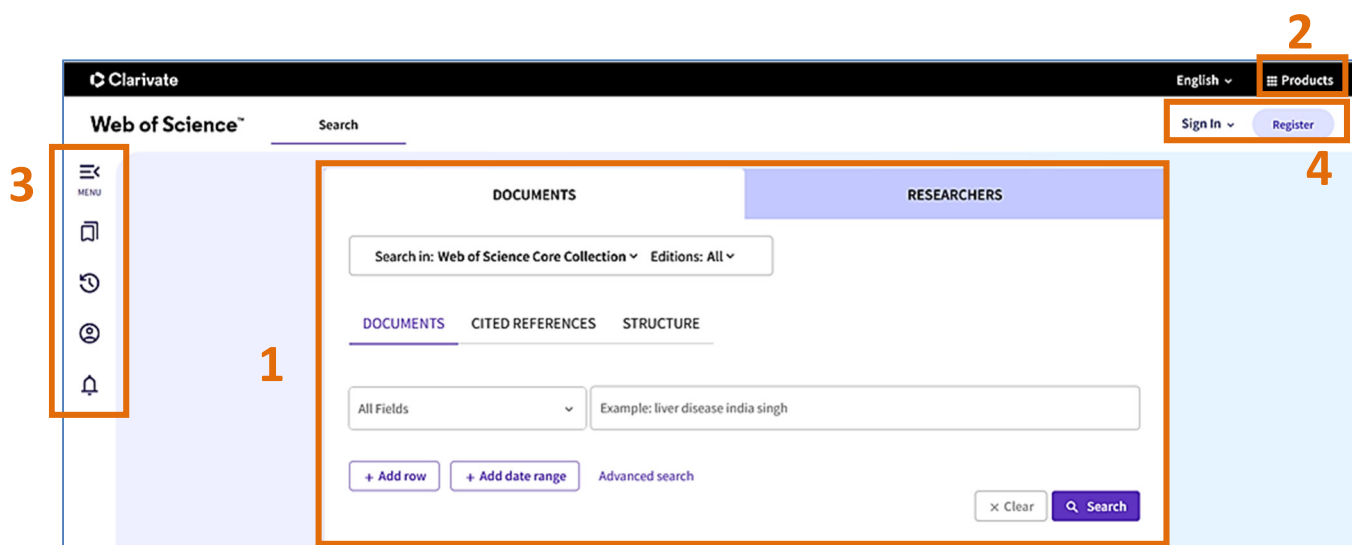 2
Clarivate
English
Products
Web of Science™
Search
Sign In
Register
3
4
MENU
DOCUMENTS
RESEARCHERS
Search in: Web of Science Core Collection Editions: All
DOCUMENTS CITED REFERENCES STRUCTURE
1
All Fields
Example: liver disease india singh
+ Add row
+ Add date range
Advanced search
× Clear
Search